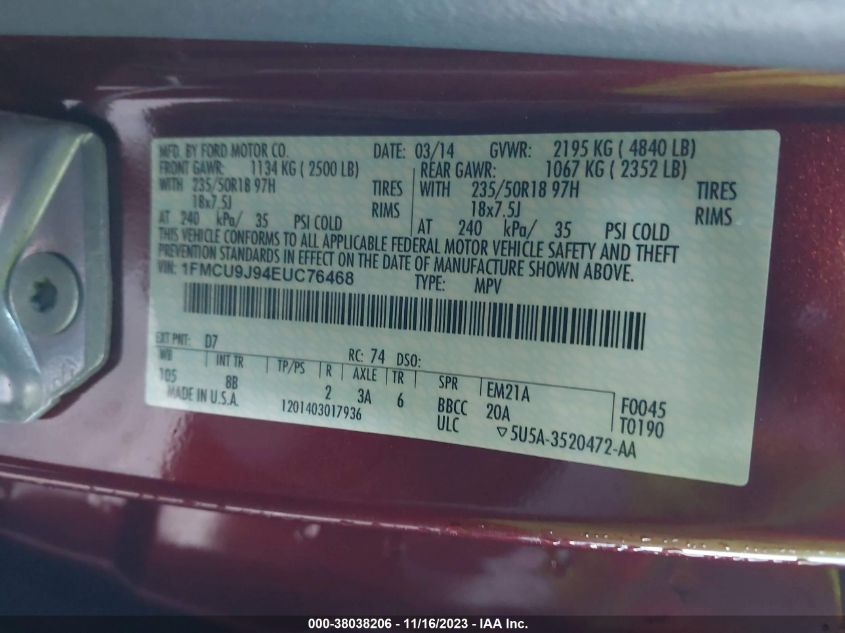 MFD. BY FORD MOTOR CO. DATE: 03/14 GVWR: 2195 KG ( 4840 LB)
FRONT GAWR: 1134 KG ( 2500 LB) REAR GAWR: 1067 KG ( 2352 LB)
WITH 235/50R18 97H TIRES WITH 235/50R18 97H TIRES
18x7.5J RIMS 18x7.5J RIMS
AT 240 kPa/ 35 PSI COLD AT 240 kPa/ 35 PSI COLD
THIS VEHICLE CONFORMS TO ALL APPLICABLE FEDERAL MOTOR VEHICLE SAFETY AND THEFT
PREVENTION STANDARDS IN EFFECT ON THE DATE OF MANUFACTURE SHOWN ABOVE.
VIN: 1FMCU9J94EUC76468 TYPE: MPV
EXT PNT: D7 RC: 74 DSO:
WB INT TR TP/PS R AXLE TR SPR EM21A F0045
105 8B 2 3A 6 BBCC 20A T0190
MADE IN U.S.A. 1201403017936 ULC ▽5U5A-3520472-AA
000-38038206 - 11/16/2023 - IAA Inc.